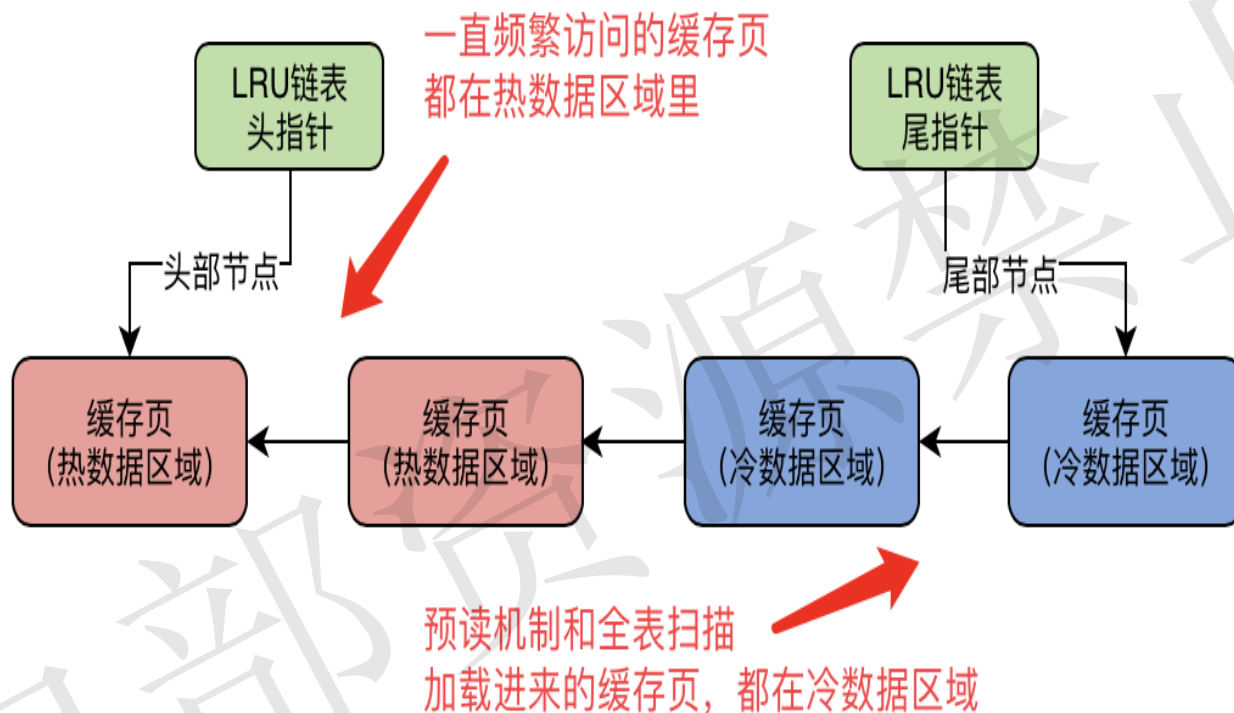 一直频繁访问的缓存页
都在热数据区域里
LRU链表
头指针
LRU链表
尾指针
头部节点
尾部节点
缓存页
(热数据区域)
缓存页
(热数据区域)
缓存页
(冷数据区域)
缓存页
(冷数据区域)
预读机制和全表扫描
加载进来的缓存页，都在冷数据区域
部资源禁